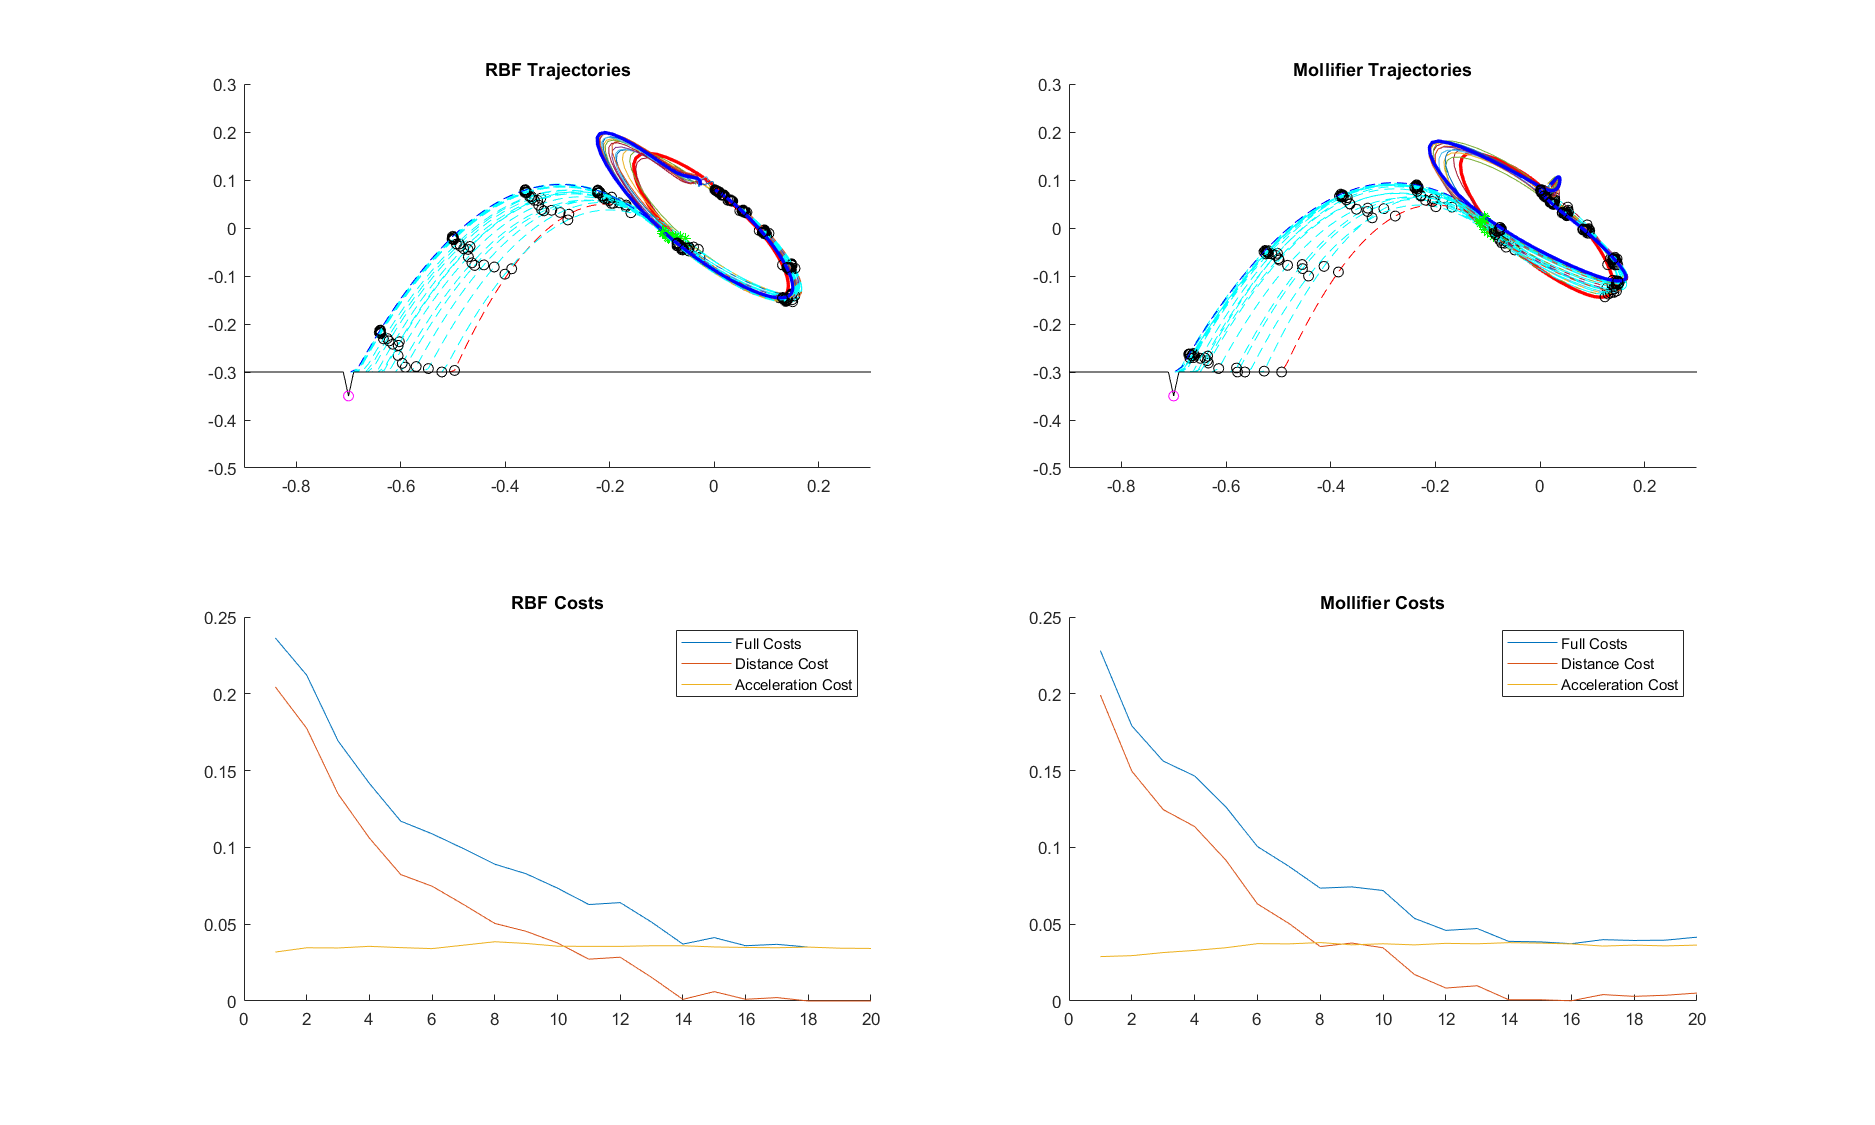 RBF Trajectories
0.3
0.2
0.1
0
-0.1
-0.2
-0.3
-0.4
-0.5
-0.8 -0.6 -0.4 -0.2 0 0.2
Mollifier Trajectories
0.3
0.2
0.1
0
-0.1
-0.2
-0.3
-0.4
-0.5
-0.8 -0.6 -0.4 -0.2 0 0.2
RBF Costs
0.25
0.2
0.15
0.1
0.05
0
0 2 4 6 8 10 12 14 16 18 20
Full Costs
Distance Cost
Acceleration Cost
Mollifier Costs
0.25
0.2
0.15
0.1
0.05
0
0 2 4 6 8 10 12 14 16 18 20
Full Costs
Distance Cost
Acceleration Cost